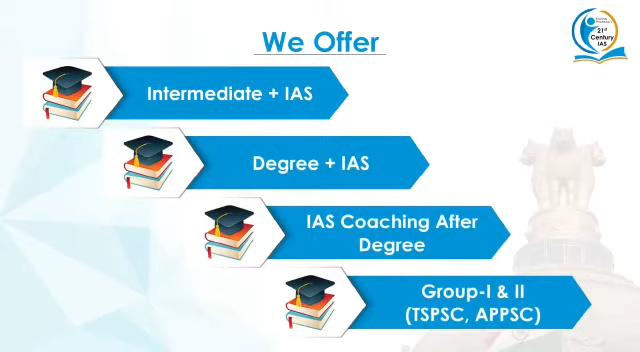 We Offer
21st
Century
IAS
Intermediate + IAS
Degree + IAS
IAS Coaching After
Degree
Group-I & II
(TSPSC, APPSC)